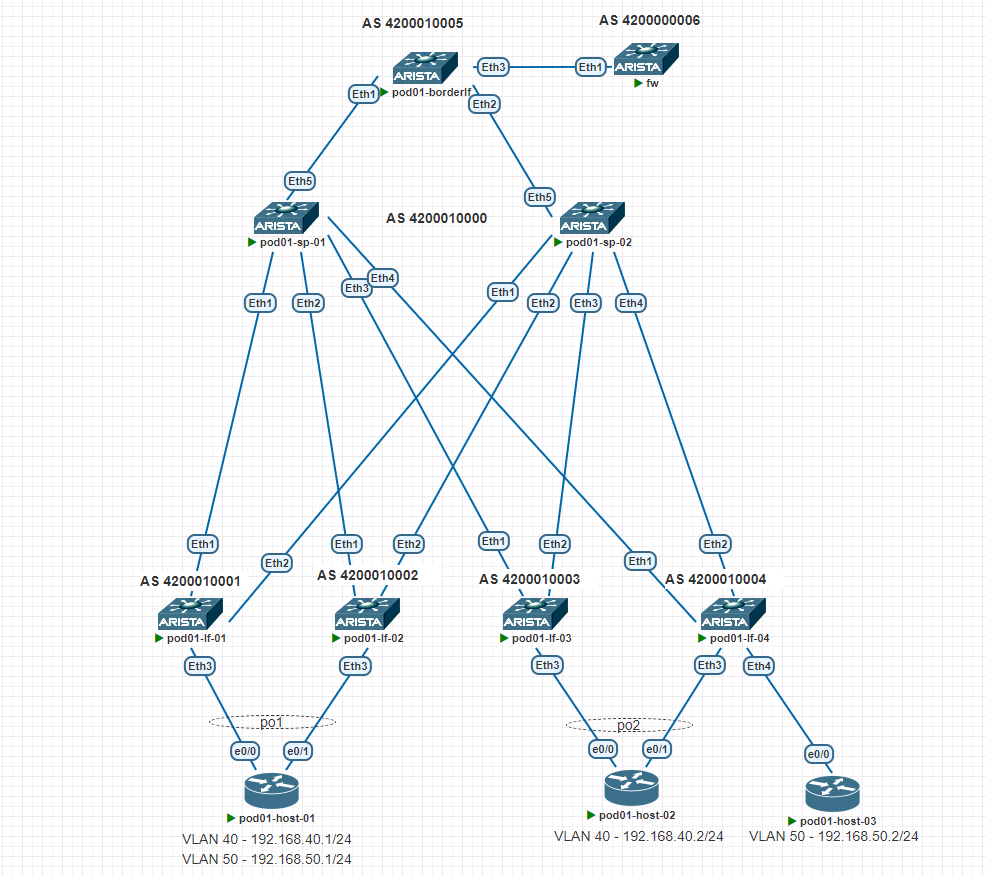 AS 4200010005
AS 4200000006
ARISTA
Eth3
Eth1
ARISTA
fw
Eth1
pod01-borderlf
Eth2
Eth5
Eth5
ARISTA
AS 4200010000
ARISTA
pod01-sp-01
pod01-sp-02
Eth4
Eth3
Eth1
Eth1
Eth2
Eth2
Eth3
Eth4
Eth1
Eth2
Eth1
Eth2
Eth1
Eth2
Eth1
Eth2
AS 4200010001
AS 4200010002
AS 4200010003
AS 4200010004
ARISTA
ARISTA
ARISTA
ARISTA
pod01-lf-01
pod01-lf-02
pod01-lf-03
pod01-lf-04
Eth3
Eth3
Eth3
Eth3
Eth4
po1
po2
e0/0
e0/1
e0/0
e0/1
e0/0
pod01-host-01
pod01-host-02
pod01-host-03
VLAN 40 - 192.168.40.1/24
VLAN 50 - 192.168.50.1/24
VLAN 40 - 192.168.40.2/24
VLAN 50 - 192.168.50.2/24